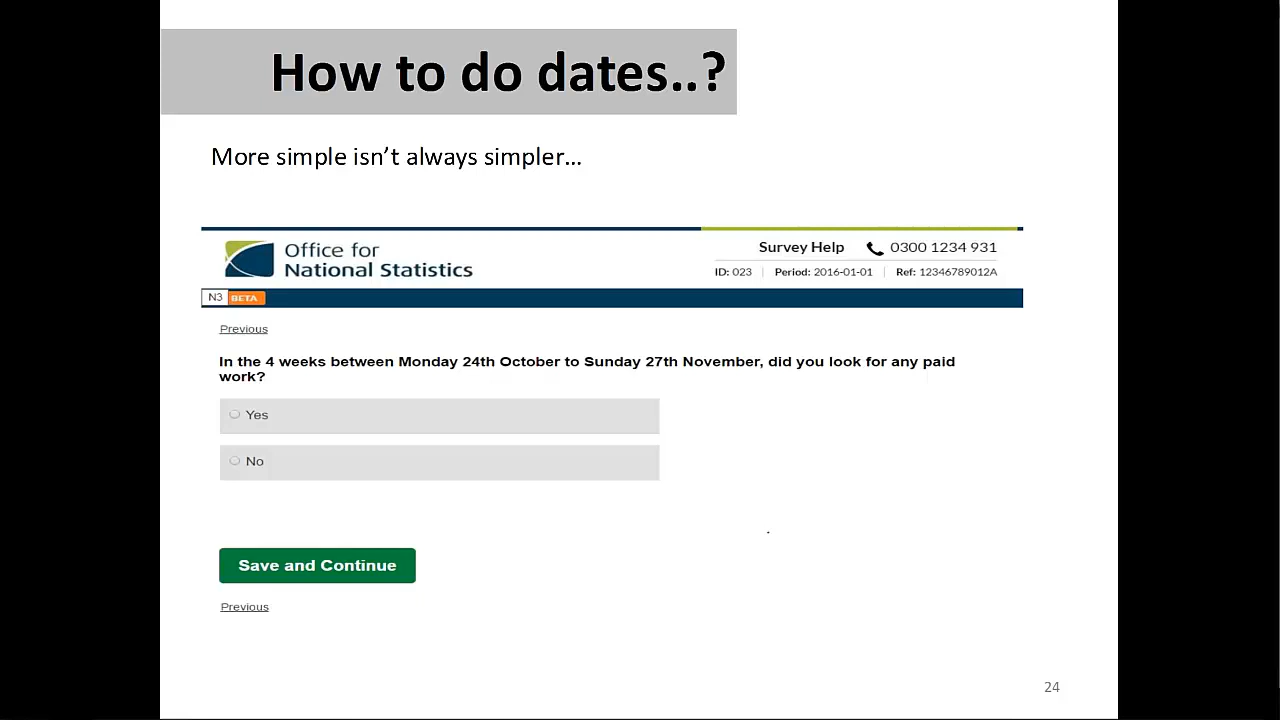 How to do dates..?
More simple isn't always simpler…
Office for
National Statistics
Survey Help 0300 1234 931
ID: 023 Period: 2016-01-01 Ref: 12346789012A
N3 BETA
Previous
In the 4 weeks between Monday 24th October to Sunday 27th November, did you look for any paid
work?
Yes
No
Save and Continue
Previous
24